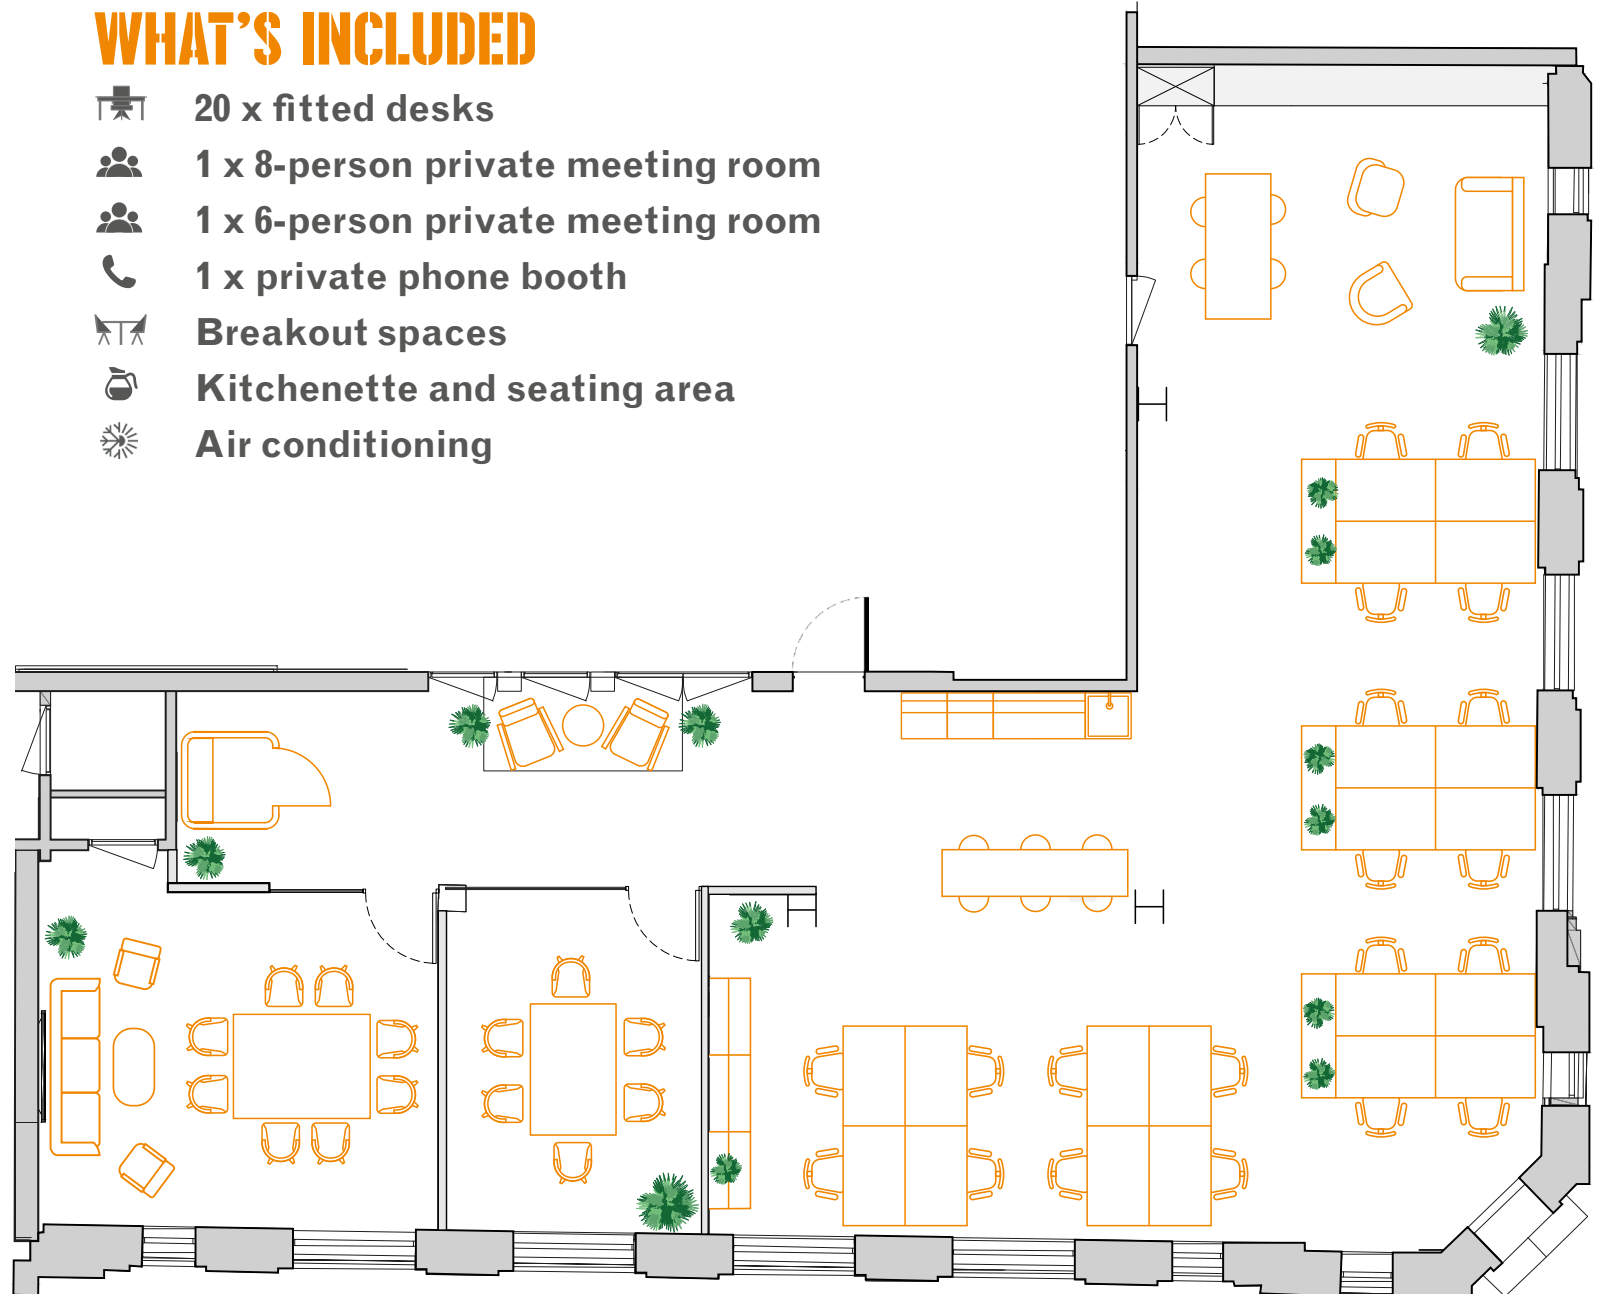 WHAT'S INCLUDED
20 x fitted desks
1 x 8-person private meeting room
1 x 6-person private meeting room
1 x private phone booth
Breakout spaces
Kitchenette and seating area
Air conditioning